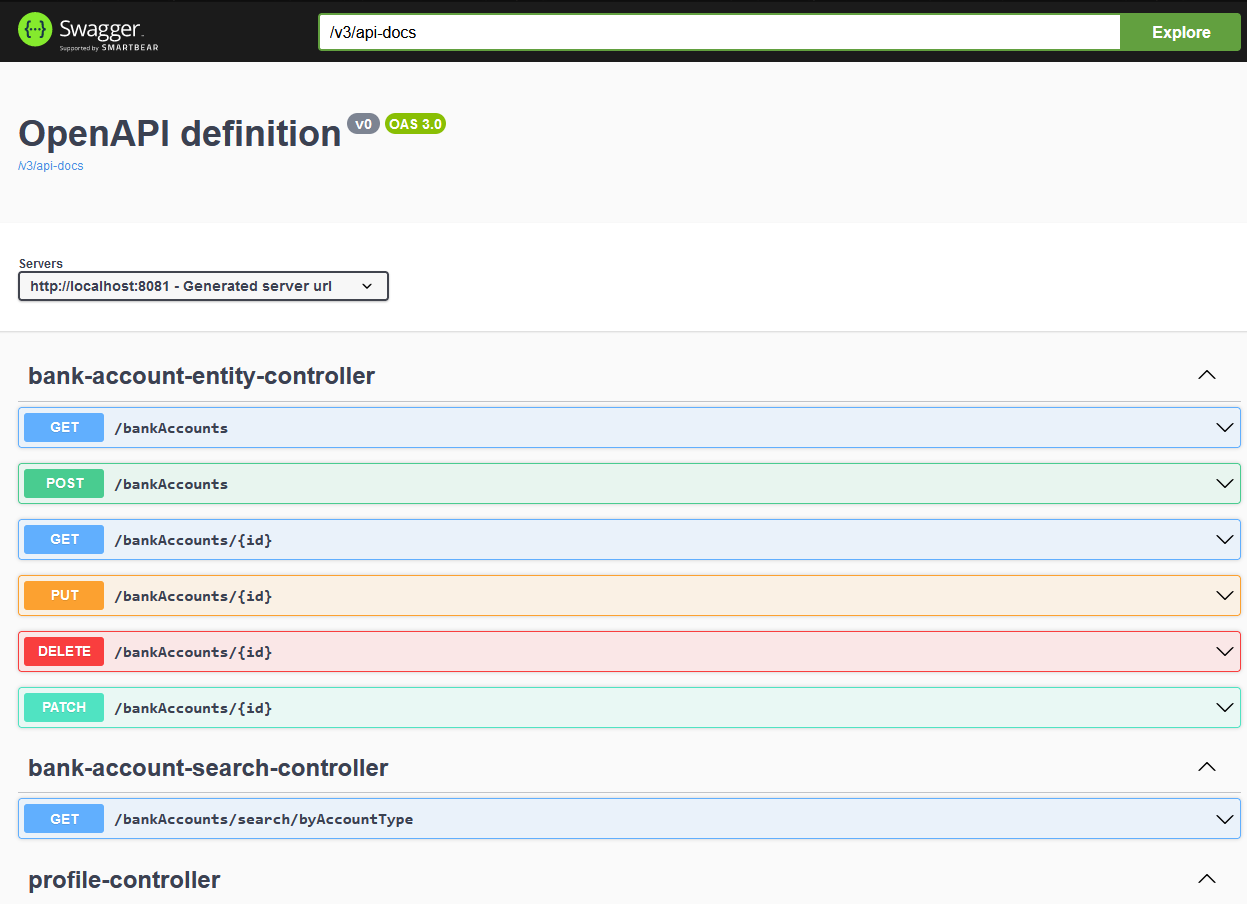 Swagger
Supported by SMARTBEAR
/v3/api-docs
Explore
OpenAPI definition v0 OAS 3.0
/v3/api-docs
Servers
http://localhost:8081 - Generated server url
bank-account-entity-controller
GET /bankAccounts
POST /bankAccounts
GET /bankAccounts/{id}
PUT /bankAccounts/{id}
DELETE /bankAccounts/{id}
PATCH /bankAccounts/{id}
bank-account-search-controller
GET /bankAccounts/search/byAccountType
profile-controller